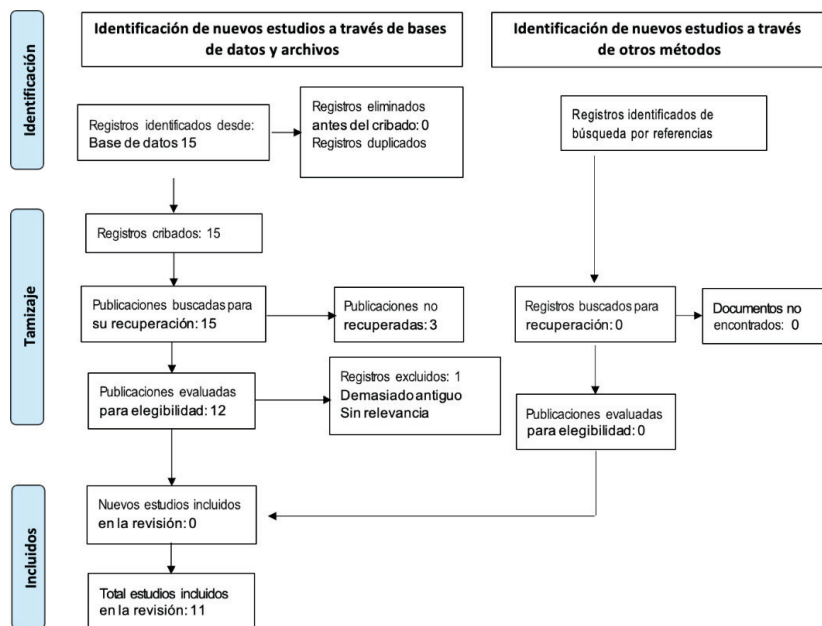 Identificación de nuevos estudios a través de bases
de datos y archivos
Identificación de nuevos estudios a través
de otros métodos
Identificación
Registros identificados desde:
Base de datos 15
Registros eliminados
antes del cribado: 0
Registros duplicados
Registros identificados de
búsqueda por referencias
Tamizaje
Registros cribados: 15
Publicaciones buscadas para
su recuperación: 15
Publicaciones no
recuperadas: 3
Registros buscados para
recuperación: 0
Documentos no
encontrados: 0
Publicaciones evaluadas
para elegibilidad: 12
Registros excluidos: 1
Demasiado antiguo
Sin relevancia
Publicaciones evaluadas
para elegibilidad: 0
Incluidos
Nuevos estudios incluidos
en la revisión: 0
Total estudios incluidos
en la revisión: 11